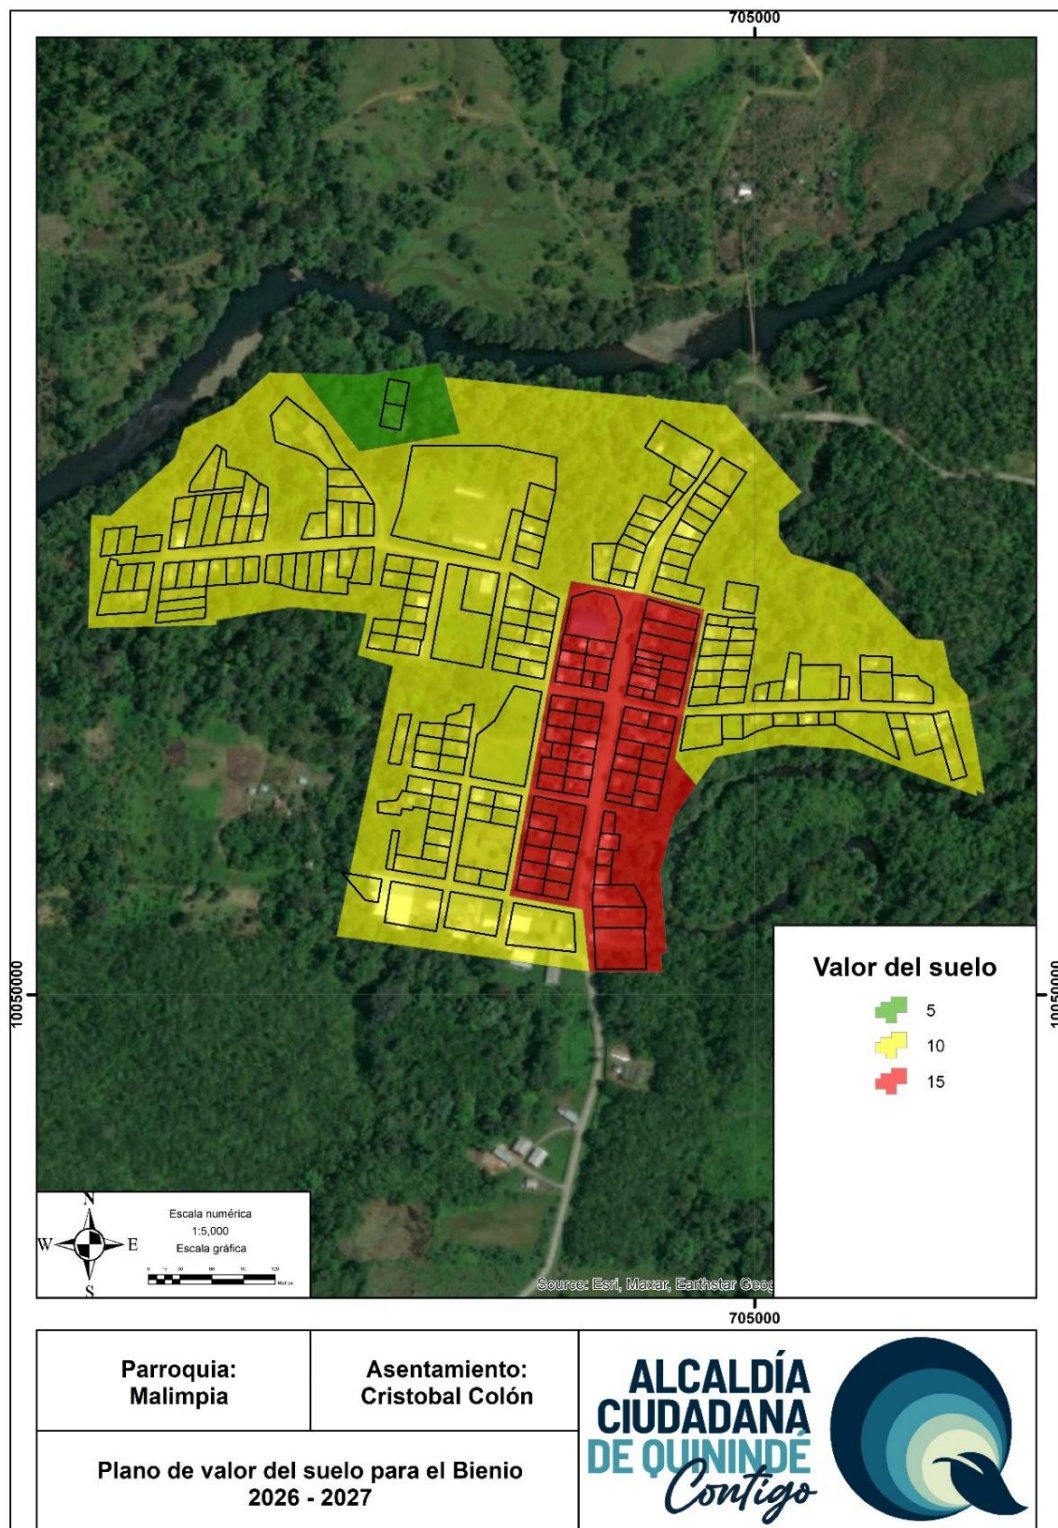 705000
10050000
10050000
Valor del suelo
5
10
15
N
W
E
S
Escala numérica
1:5,000
Escala gráfica
Source: Esri, Maxar, Earthstar Geog
705000
Parroquia:
Malimpia
Asentamiento:
Cristobal Colón
Plano de valor del suelo para el Bienio
2026 - 2027
ALCALDÍA
CIUDADANA
DE QUININDÉ
Contigo